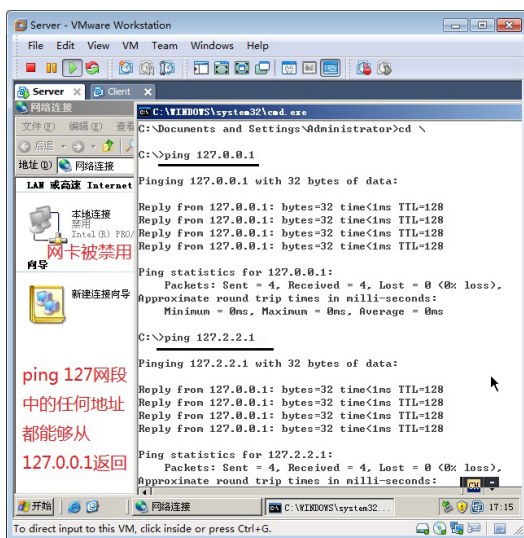 Server - VMware Workstation
File Edit View VM Team Windows Help
Server × Client ×
网络连接
文件(F) 编辑(E) 查看
后退
地址(D) 网络连接
LAN 或高速 Internet
本地连接
禁用
Intel(R) PRO/
网卡被禁用
向导
新建连接向导
ping 127网段
中的任何地址
都能够从
127.0.0.1返回
C:\WINDOWS\system32\cmd.exe
C:\Documents and Settings\Administrator>cd \
C:\>ping 127.0.0.1
Pinging 127.0.0.1 with 32 bytes of data:
Reply from 127.0.0.1: bytes=32 time<1ms TTL=128
Reply from 127.0.0.1: bytes=32 time<1ms TTL=128
Reply from 127.0.0.1: bytes=32 time<1ms TTL=128
Reply from 127.0.0.1: bytes=32 time<1ms TTL=128
Ping statistics for 127.0.0.1:
Packets: Sent = 4, Received = 4, Lost = 0 (0% loss),
Approximate round trip times in milli-seconds:
Minimum = 0ms, Maximum = 0ms, Average = 0ms
C:\>ping 127.2.2.1
Pinging 127.2.2.1 with 32 bytes of data:
Reply from 127.0.0.1: bytes=32 time<1ms TTL=128
Reply from 127.0.0.1: bytes=32 time<1ms TTL=128
Reply from 127.0.0.1: bytes=32 time<1ms TTL=128
Reply from 127.0.0.1: bytes=32 time<1ms TTL=128
Ping statistics for 127.2.2.1:
Packets: Sent = 4, Received = 4, Lost = 0 (0% loss),
Approximate round trip times in milli-seconds:
CH
开始 网络连接 C:\WINDOWS\system32... 17:15
To direct input to this VM, click inside or press Ctrl+G.